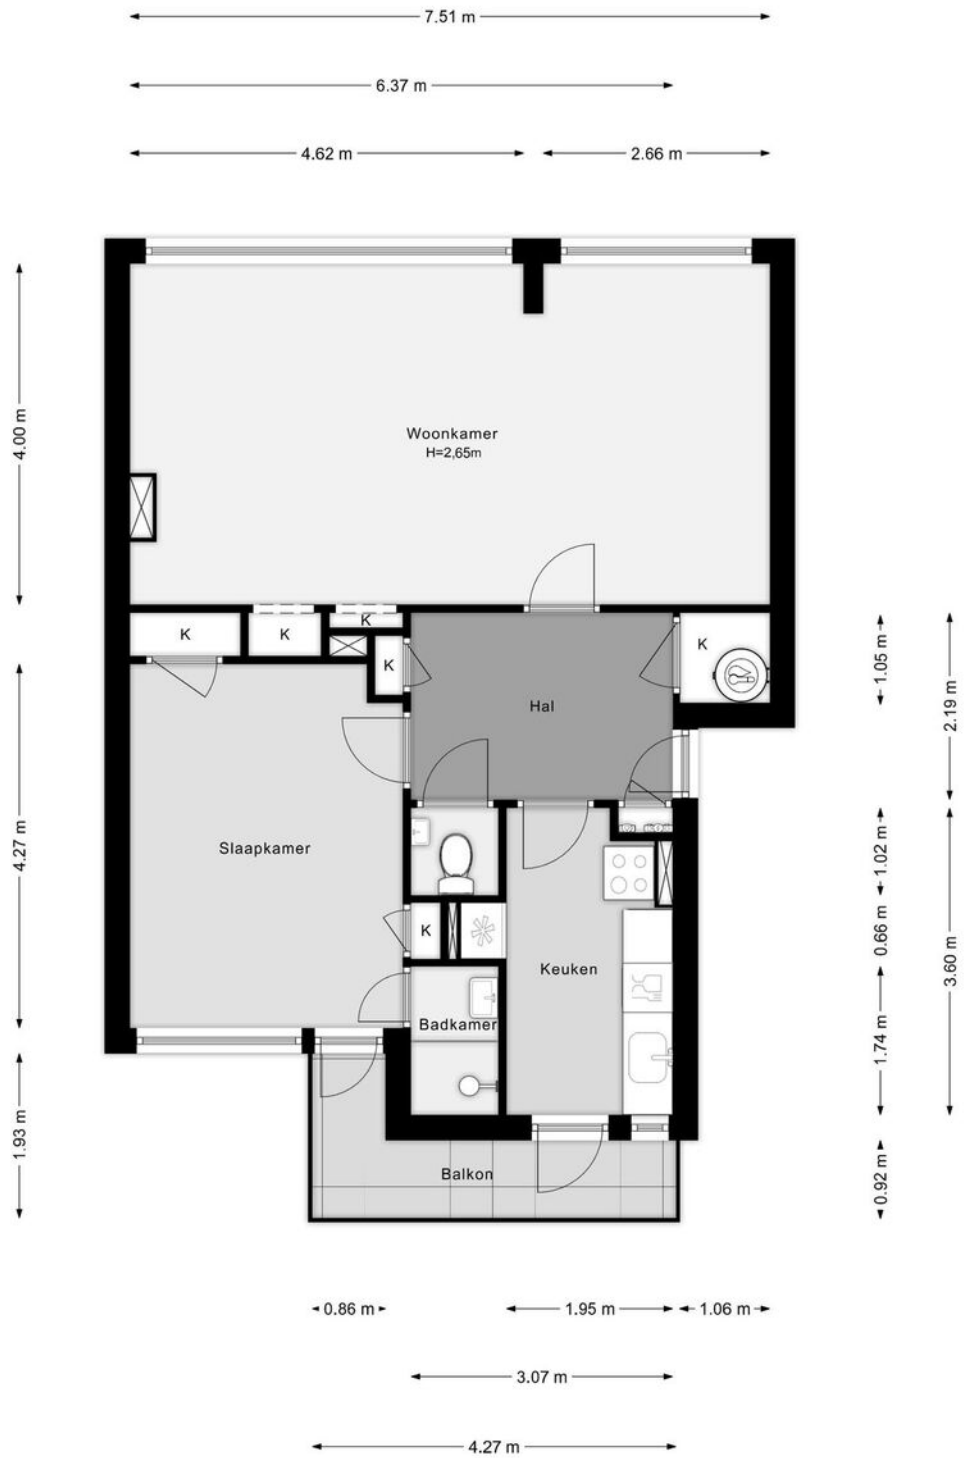 7.51 m
6.37 m
4.62 m
2.66 m
4.00 m
Woonkamer
H=2,65m
K
K
K
K
K
1.05 m
2.19 m
Hal
4.27 m
Slaapkamer
1.02 m
0.66 m
K
Keuken
3.60 m
1.74 m
Badkamer
1.93 m
Balkon
0.92 m
0.86 m
1.95 m
1.06 m
3.07 m
4.27 m